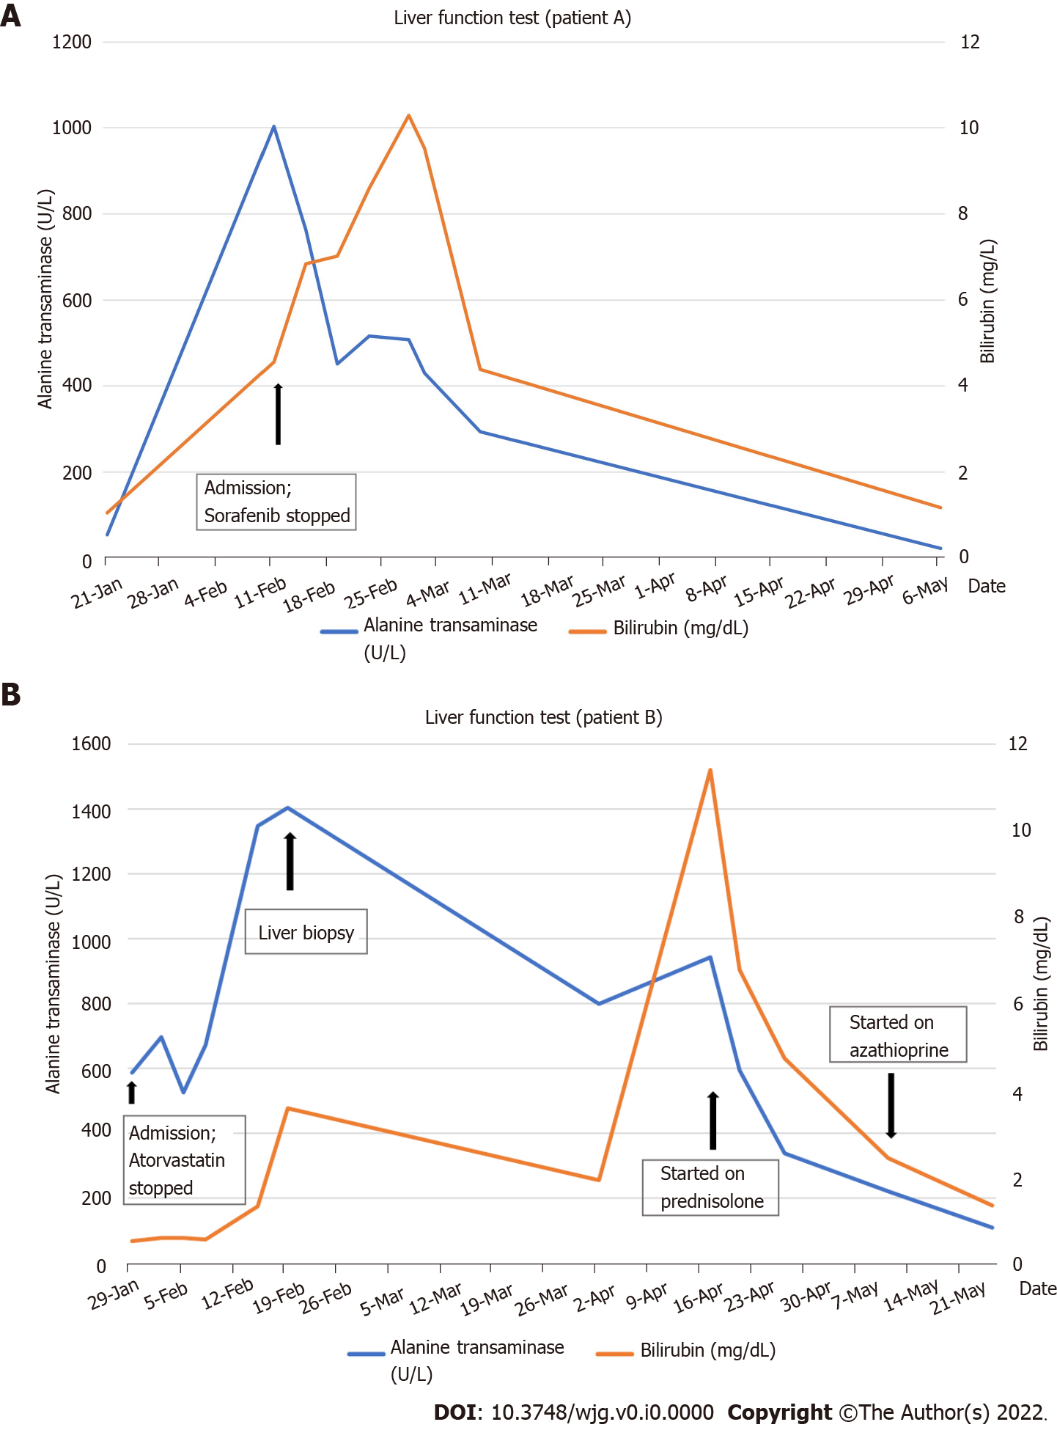 A
Liver function test (patient A)
1200
1000
800
600
400
200
0
Alanine transaminase (U/L)
12
10
8
6
4
2
0
Bilirubin (mg/L)
Admission;
Sorafenib stopped
21-Jan
28-Jan
4-Feb
11-Feb
18-Feb
25-Feb
4-Mar
11-Mar
18-Mar
25-Mar
1-Apr
8-Apr
15-Apr
22-Apr
29-Apr
6-May
Date
Alanine transaminase
(U/L)
Bilirubin (mg/dL)
B
Liver function test (patient B)
1600
1400
1200
1000
800
600
400
200
0
Alanine transaminase (U/L)
12
10
8
6
4
2
0
Bilirubin (mg/dL)
Liver biopsy
Admission;
Atorvastatin
stopped
Started on
prednisolone
Started on
azathioprine
29-Jan
5-Feb
12-Feb
19-Feb
26-Feb
5-Mar
12-Mar
19-Mar
26-Mar
2-Apr
9-Apr
16-Apr
23-Apr
30-Apr
7-May
14-May
21-May
Date
Alanine transaminase
(U/L)
Bilirubin (mg/dL)
DOI: 10.3748/wjg.v0.i0.0000 Copyright ©The Author(s) 2022.